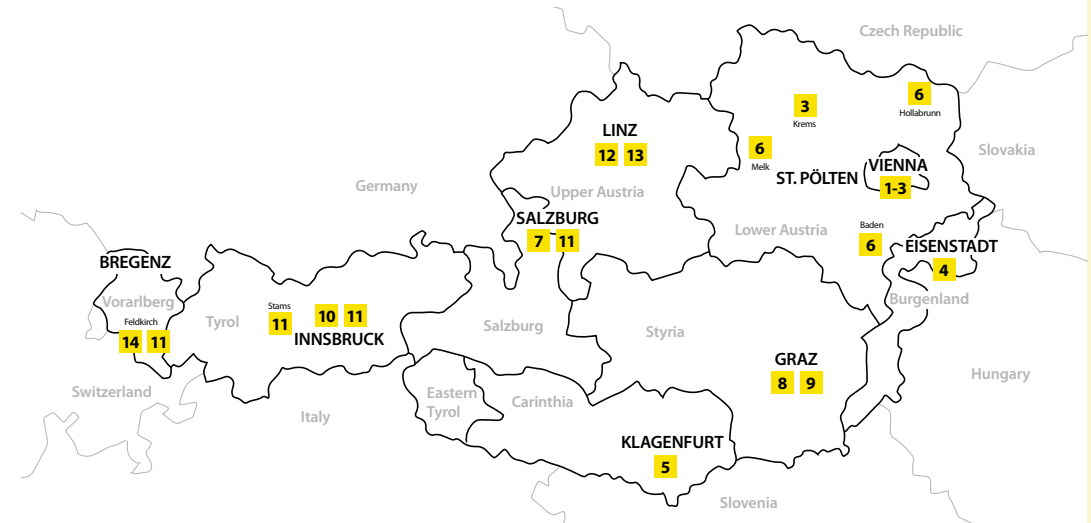 Czech Republic
6
Hollabrunn
3
Krems
LINZ
12 13
6
Melk
Slovakia
VIENNA
1-3
ST. PÖLTEN
Germany
Upper Austria
SALZBURG
7 11
Lower Austria
Baden
6
EISENSTADT
4
BREGENZ
Vorarlberg
Feldkirch
14 11
Burgenland
Stams
11
10 11
INNSBRUCK
Tyrol
Salzburg
Styria
GRAZ
8 9
Hungary
Switzerland
Italy
Eastern
Tyrol
Carinthia
KLAGENFURT
5
Slovenia